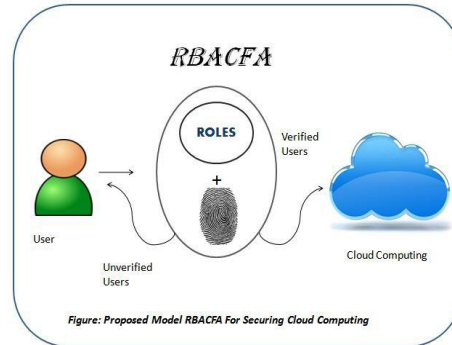 RBACFA
ROLES
+
Verified
Users
User
Unverified
Users
Cloud Computing
Figure: Proposed Model RBACFA For Securing Cloud Computing